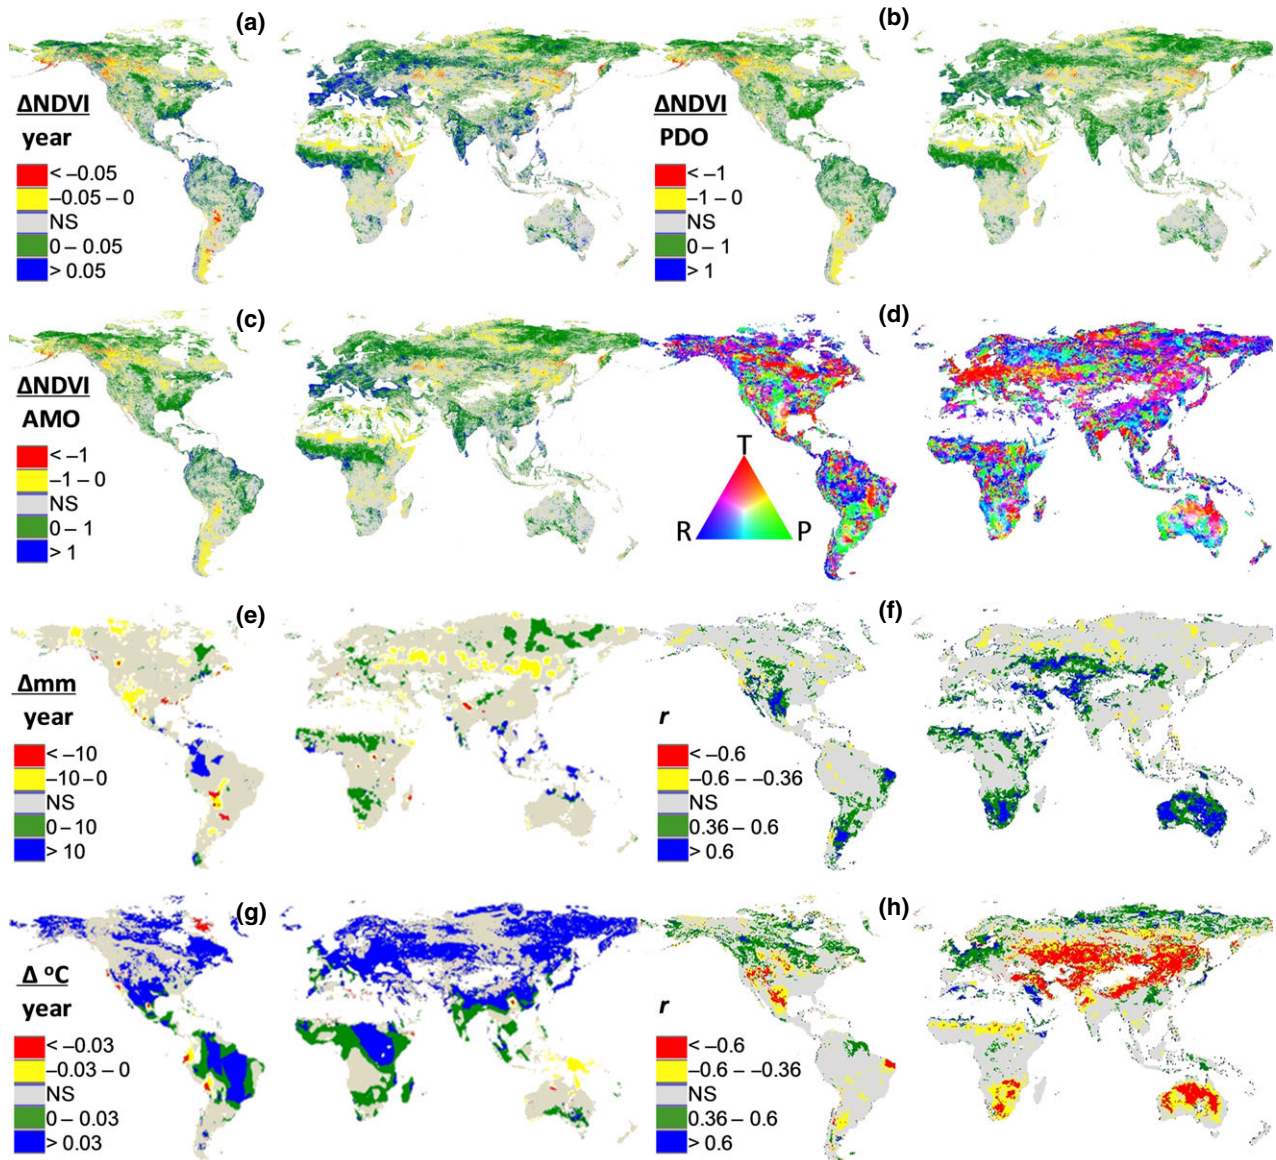 (a)
ΔNDVI
year
< –0.05
–0.05 – 0
NS
0 – 0.05
> 0.05
(b)
ΔNDVI
PDO
< –1
–1 – 0
NS
0 – 1
> 1
(c)
ΔNDVI
AMO
< –1
–1 – 0
NS
0 – 1
> 1
(d)
T
R
P
(e)
Δmm
year
< –10
–10 – 0
NS
0 – 10
> 10
(f)
r
< –0.6
–0.6 – –0.36
NS
0.36 – 0.6
> 0.6
(g)
Δ ºC
year
< –0.03
–0.03 – 0
NS
0 – 0.03
> 0.03
(h)
r
< –0.6
–0.6 – –0.36
NS
0.36 – 0.6
> 0.6